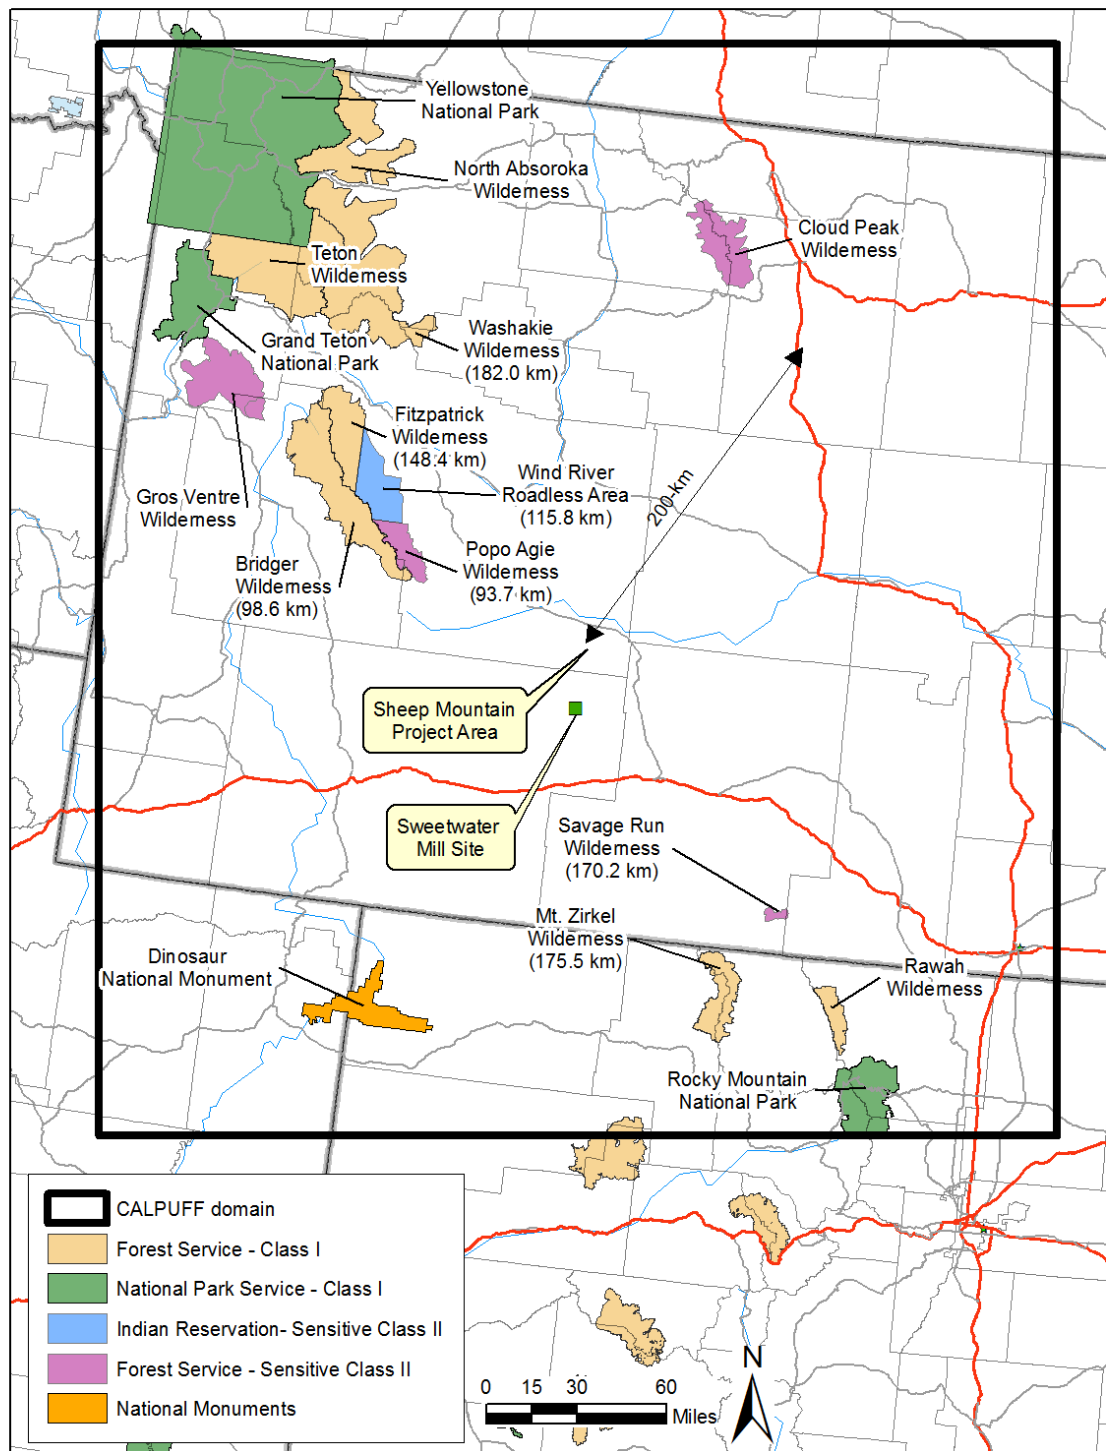 Yellowstone
National Park
North Absoroka
Wilderness
Cloud Peak
Wilderness
Teton
Wilderness
Washakie
Wilderness
(182.0 km)
Grand Teton
National Park
Fitzpatrick
Wilderness
(148.4 km)
Wind River
Roadless Area
(115.8 km)
200-km
Gros Ventre
Wilderness
Popo Agie
Wilderness
(93.7 km)
Bridger
Wilderness
(98.6 km)
Sheep Mountain
Project Area
Sweetwater
Mill Site
Savage Run
Wilderness
(170.2 km)
Mt. Zirkel
Wilderness
(175.5 km)
Dinosaur
National Monument
Rawah
Wilderness
Rocky Mountain
National Park
CALPUFF domain
Forest Service - Class I
National Park Service - Class I
Indian Reservation- Sensitive Class II
Forest Service - Sensitive Class II
National Monuments
0 15 30 60
Miles
N